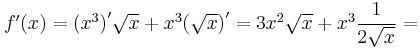 $f'(x) = (x^3)'\sqrt{x} + x^3(\sqrt{x})' = 3x^2\sqrt{x} + x^3\frac{1}{2\sqrt{x}} =$